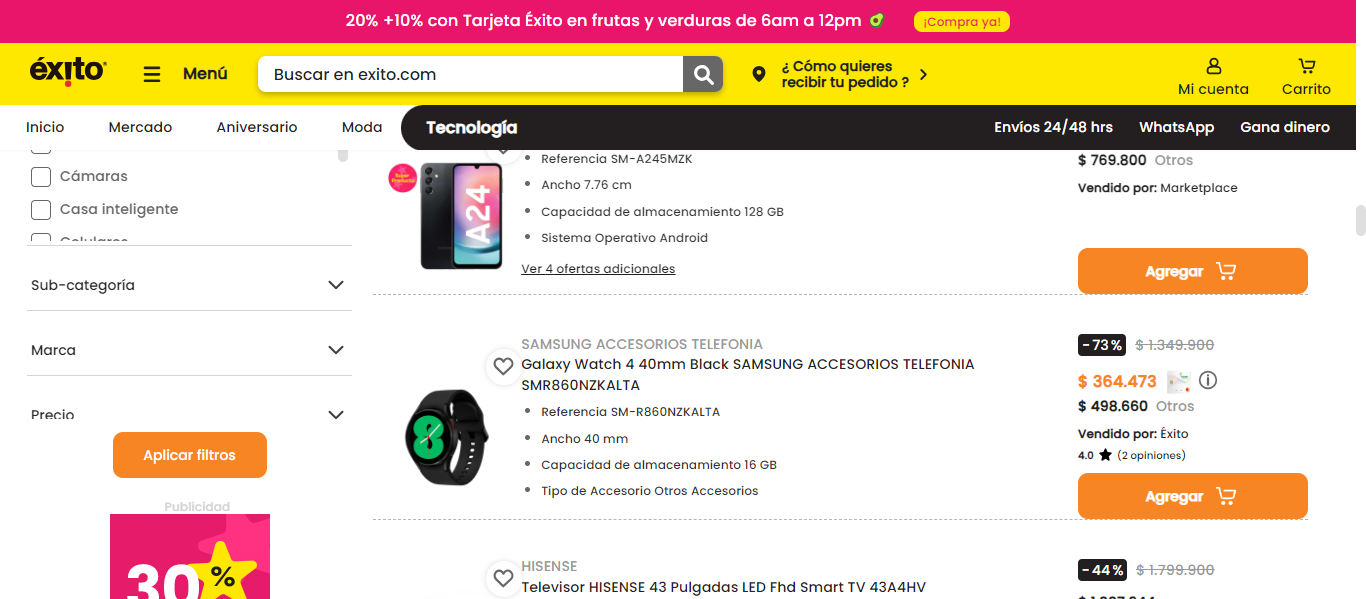 20% +10% con Tarjeta Éxito en frutas y verduras de 6am a 12pm
¡Compra ya!
éxito
Menú
Buscar en exito.com
¿ Cómo quieres
recibir tu pedido ?
Mi cuenta
Carrito
Inicio
Mercado
Aniversario
Moda
Tecnología
Envíos 24/48 hrs
WhatsApp
Gana dinero
Cámaras
Casa inteligente
Celulares
Sub-categoría
Marca
Precio
Aplicar filtros
Publicidad
30%
A24
Referencia SM-A245MZK
Ancho 7.76 cm
Capacidad de almacenamiento 128 GB
Sistema Operativo Android
Ver 4 ofertas adicionales
$ 769.800 Otros
Vendido por: Marketplace
Agregar
SAMSUNG ACCESORIOS TELEFONIA
Galaxy Watch 4 40mm Black SAMSUNG ACCESORIOS TELEFONIA
SMR860NZKALTA
Referencia SM-R860NZKALTA
Ancho 40 mm
Capacidad de almacenamiento 16 GB
Tipo de Accesorio Otros Accesorios
-73% $ 1.349.900
$ 364.473
$ 498.660 Otros
Vendido por: Éxito
4.0 (2 opiniones)
Agregar
HISENSE
Televisor HISENSE 43 Pulgadas LED Fhd Smart TV 43A4HV
-44% $ 1.799.900